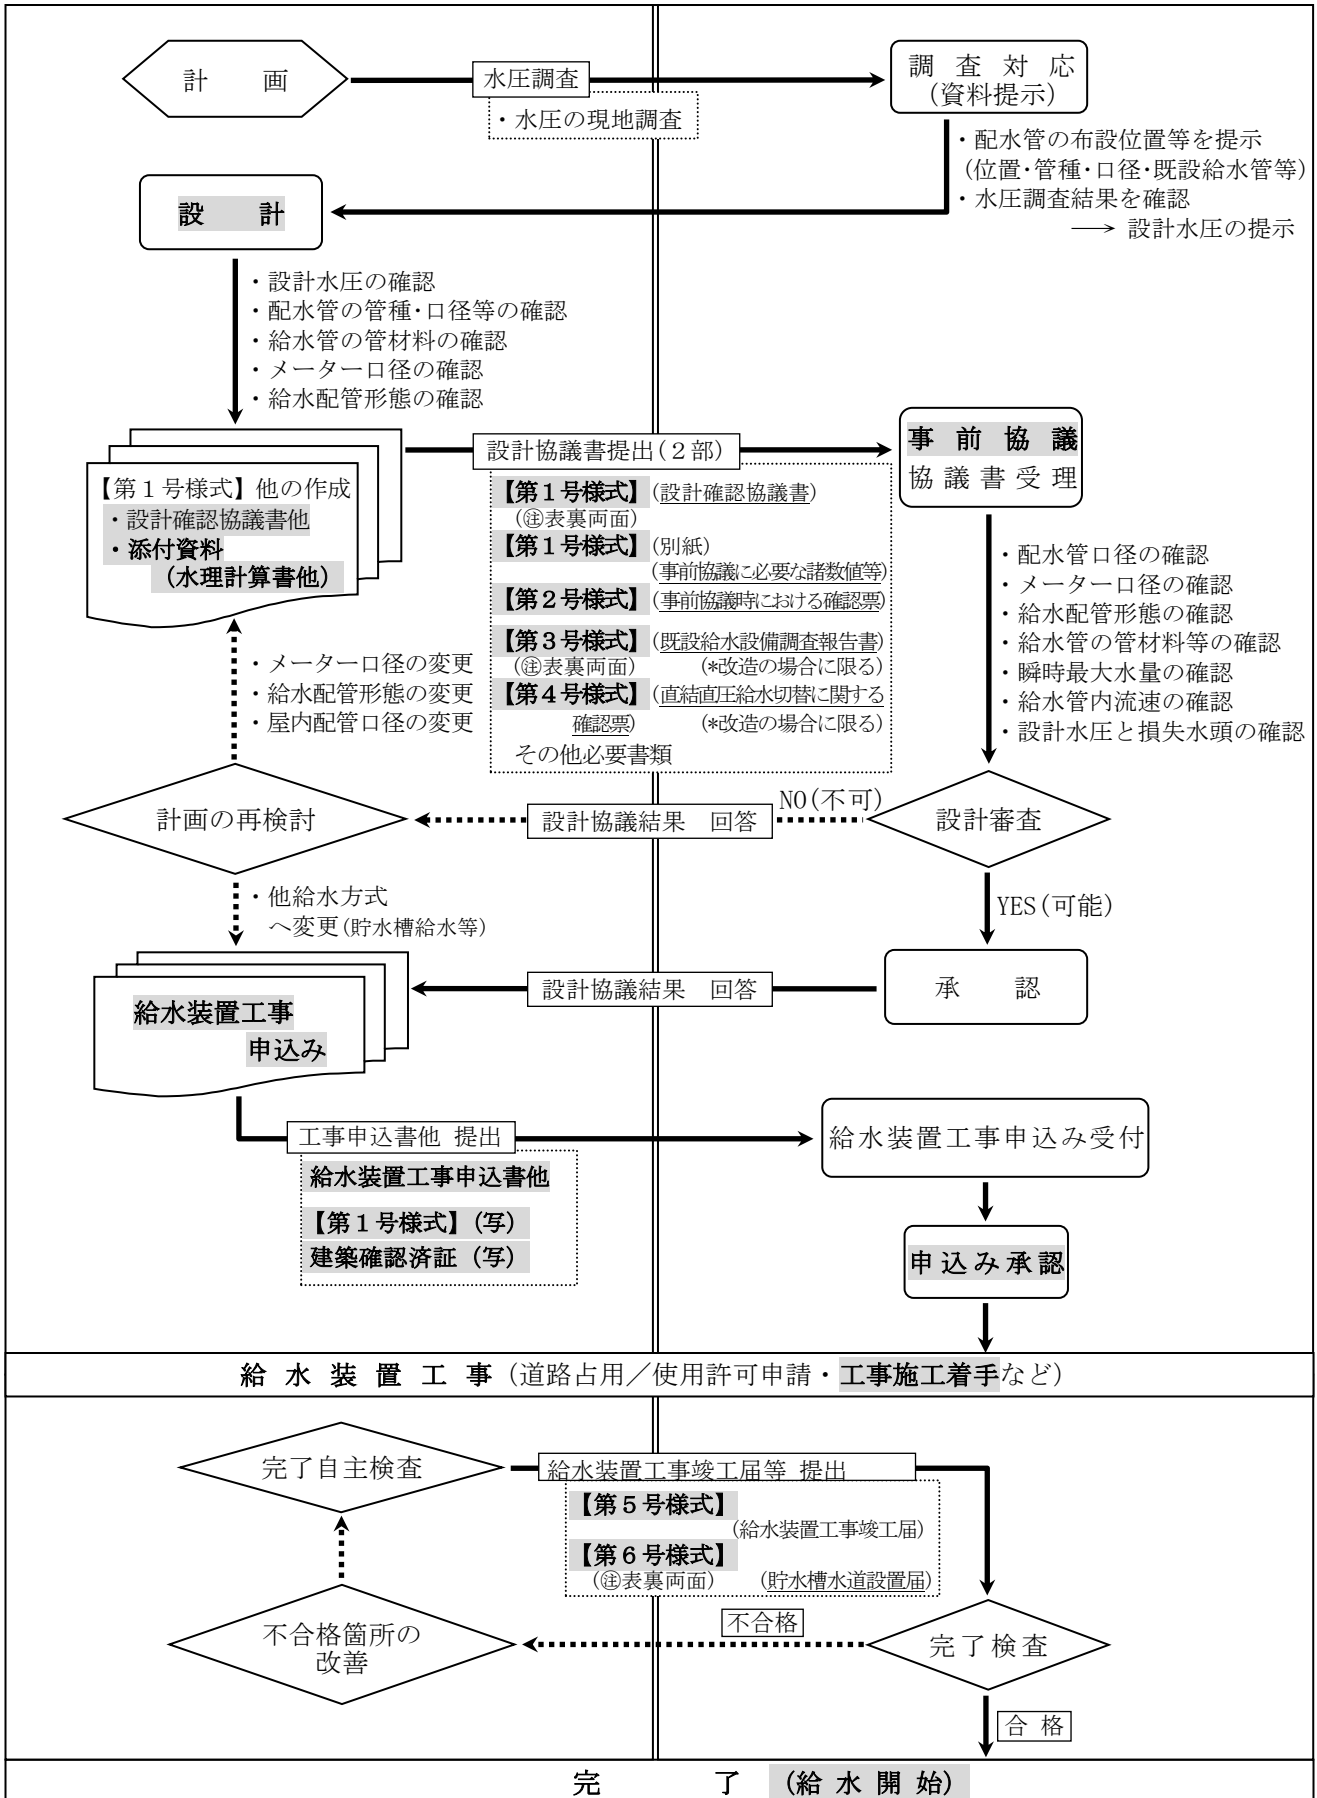 計　画
水圧調査
・水圧の現地調査
調 査 対 応
(資料提示)
・配水管の布設位置等を提示
(位置・管種・口径・既設給水管等)
・水圧調査結果を確認
→ 設計水圧の提示
設　計
・設計水圧の確認
・配水管の管種・口径等の確認
・給水管の管材料の確認
・メーター口径の確認
・給水配管形態の確認
【第１号様式】他の作成
・設計確認協議書他
・添付資料
(水理計算書他)
設計協議書提出(２部)
【第１号様式】(設計確認協議書)
(㊟表裏両面)
【第１号様式】(別紙)
(事前協議に必要な諸数値等)
【第２号様式】(事前協議時における確認票)
【第３号様式】(既設給水設備調査報告書)
(㊟表裏両面)　(*改造の場合に限る)
【第４号様式】(直結直圧給水切替に関する
確認票)　(*改造の場合に限る)
その他必要書類
事 前 協 議
協 議 書 受 理
・配水管口径の確認
・メーター口径の確認
・給水配管形態の確認
・給水管の管材料等の確認
・瞬時最大水量の確認
・給水管内流速の確認
・設計水圧と損失水頭の確認
・メーター口径の変更
・給水配管形態の変更
・屋内配管口径の変更
計画の再検討
設計協議結果　回答
NO(不可)
設計審査
・他給水方式
へ変更(貯水槽給水等)
YES(可能)
給水装置工事
申込み
設計協議結果　回答
承　認
工事申込書他 提出
給水装置工事申込書他
【第１号様式】(写)
建築確認済証 (写)
給水装置工事申込み受付
申 込 み 承 認
給 水 装 置 工 事 (道路占用／使用許可申請・工事施工着手など)
完了自主検査
給水装置工事竣工届等 提出
【第５号様式】
(給水装置工事竣工届)
【第６号様式】
(㊟表裏両面)　(貯水槽水道設置届)
不合格箇所の
改善
不合格
完了検査
合 格
完　了　(給 水 開 始)